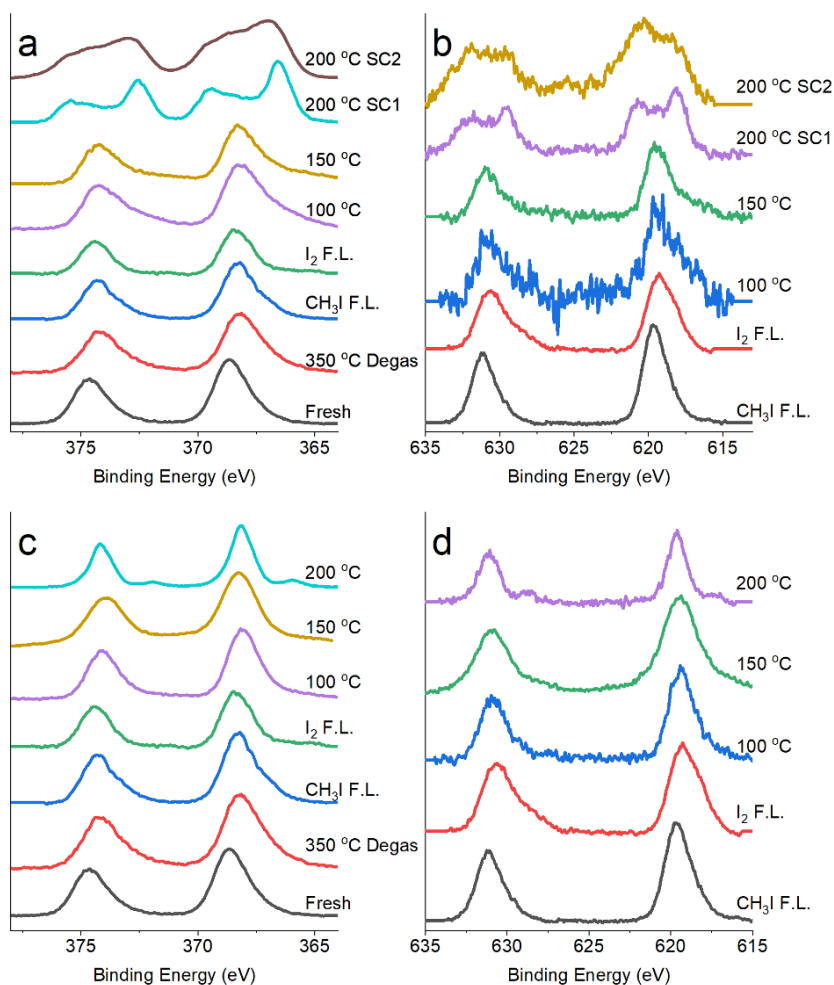 a
200 °C SC2
200 °C SC1
150 °C
100 °C
I₂ F.L.
CH₃I F.L.
350 °C Degas
Fresh
375 370 365
Binding Energy (eV)
b
200 °C SC2
200 °C SC1
150 °C
100 °C
I₂ F.L.
CH₃I F.L.
635 630 625 620 615
Binding Energy (eV)
c
200 °C
150 °C
100 °C
I₂ F.L.
CH₃I F.L.
350 °C Degas
Fresh
375 370 365
Binding Energy (eV)
d
200 °C
150 °C
100 °C
I₂ F.L.
CH₃I F.L.
635 630 625 620 615
Binding Energy (eV)